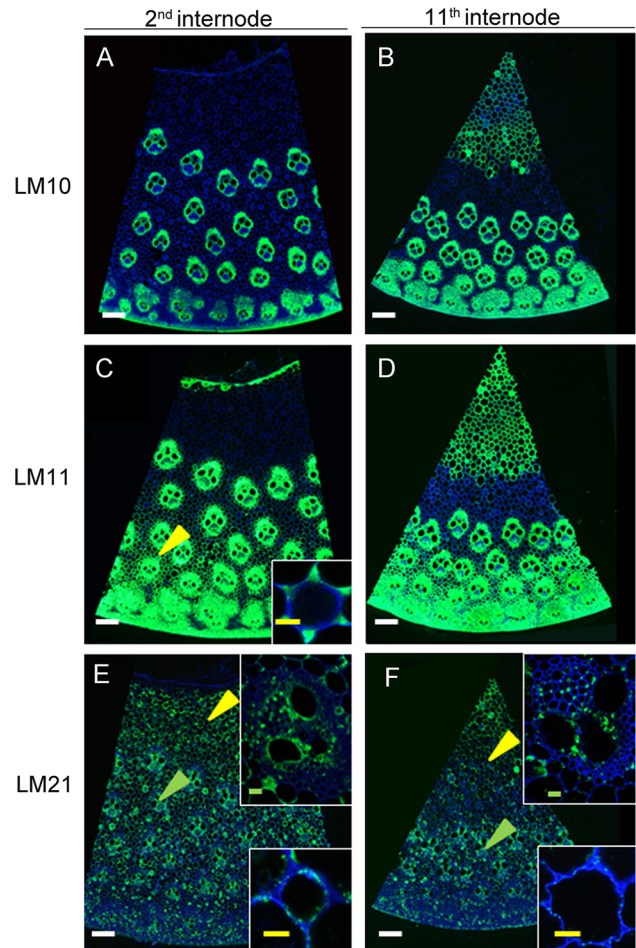 2nd internode
11th internode
LM10
A
B
LM11
C
D
LM21
E
F